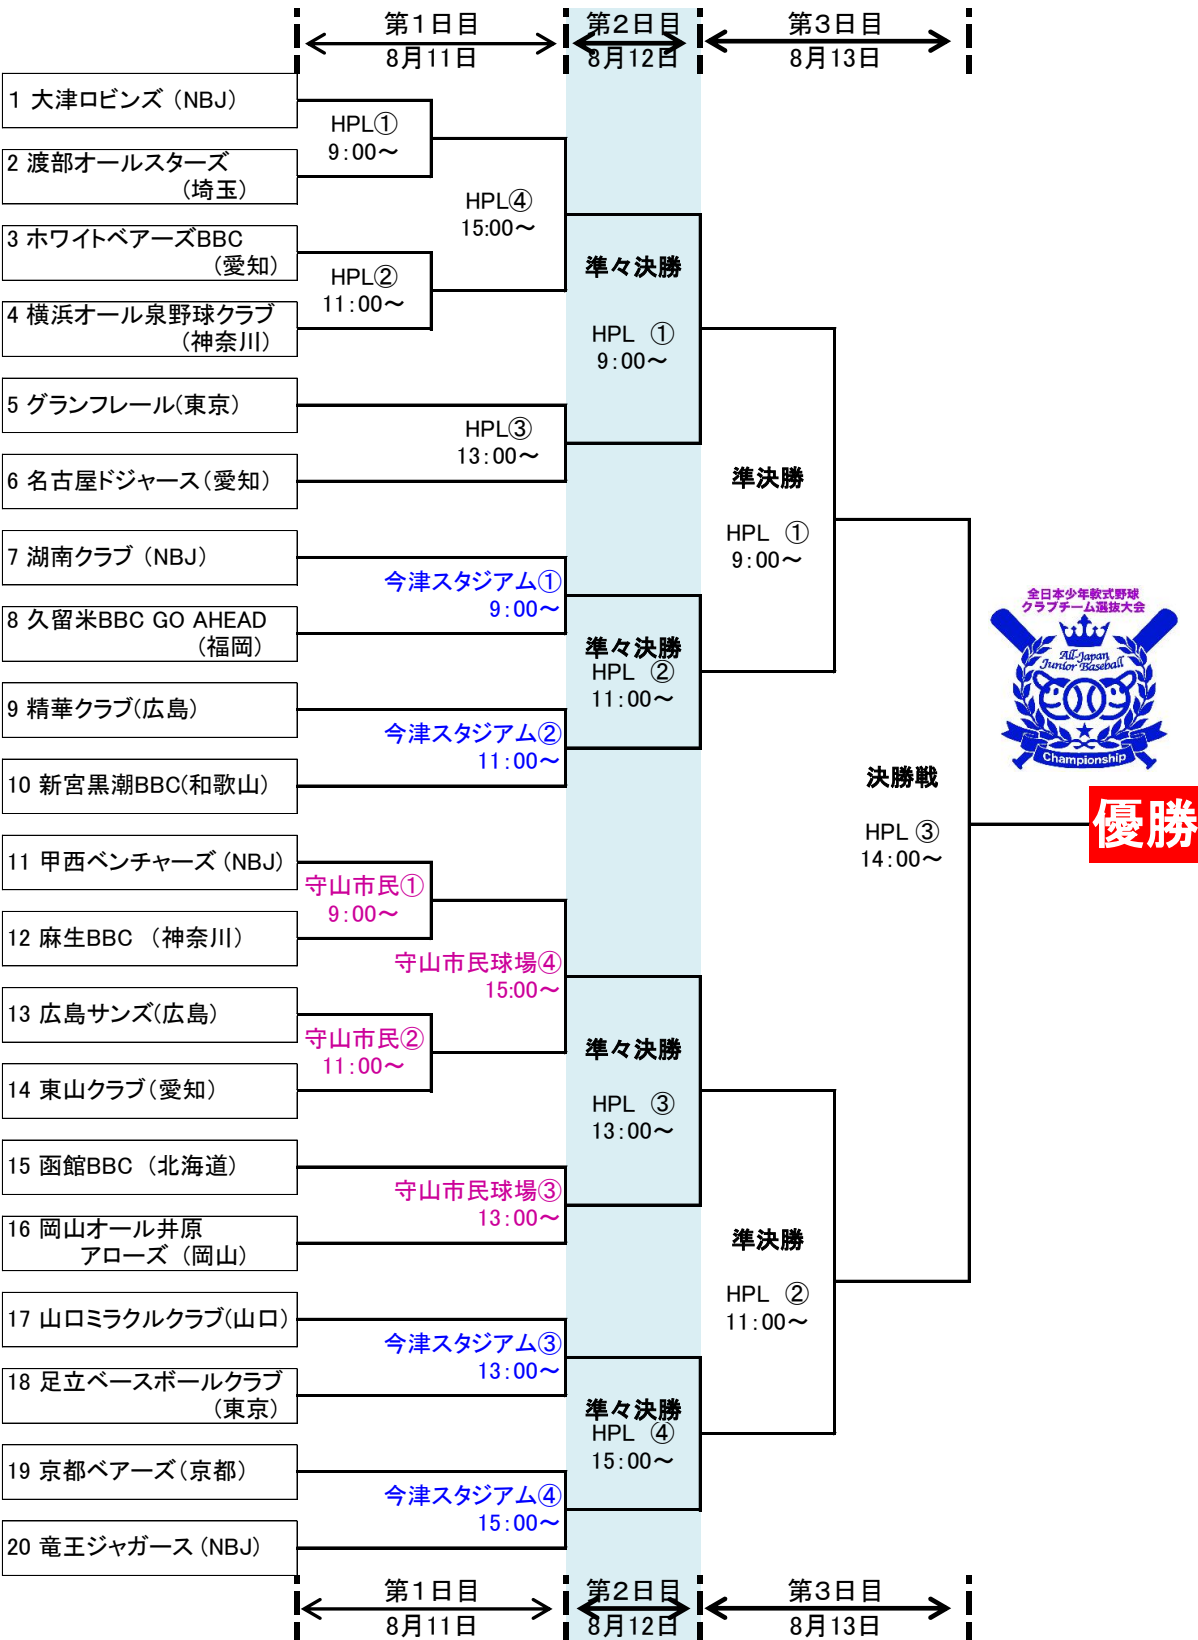 第1日目
第2日目
第3日目
8月11日
8月12日
8月13日
1 大津ロビンズ (NBJ)
HPL①
9:00～
2 渡部オールスターズ
(埼玉)
HPL④
15:00～
3 ホワイトベアーズBBC
(愛知)
HPL②
11:00～
4 横浜オール泉野球クラブ
(神奈川)
準々決勝
HPL ①
9:00～
5 グランフレール(東京)
HPL③
13:00～
6 名古屋ドジャース(愛知)
準決勝
HPL ①
9:00～
7 湖南クラブ (NBJ)
今津スタジアム①
9:00～
8 久留米BBC GO AHEAD
(福岡)
準々決勝
HPL ②
11:00～
9 精華クラブ(広島)
今津スタジアム②
11:00～
10 新宮黒潮BBC(和歌山)
全日本少年軟式野球
クラブチーム選抜大会
All-Japan
Junior Baseball
Championship
決勝戦
HPL ③
14:00～
優勝
11 甲西ベンチャーズ (NBJ)
守山市民①
9:00～
12 麻生BBC (神奈川)
守山市民球場④
15:00～
13 広島サンズ(広島)
守山市民②
11:00～
14 東山クラブ(愛知)
準々決勝
HPL ③
13:00～
15 函館BBC (北海道)
守山市民球場③
13:00～
16 岡山オール井原
アローズ (岡山)
準決勝
HPL ②
11:00～
17 山口ミラクルクラブ(山口)
今津スタジアム③
13:00～
18 足立ベースボールクラブ
(東京)
準々決勝
HPL ④
15:00～
19 京都ベアーズ(京都)
今津スタジアム④
15:00～
20 竜王ジャガース (NBJ)
第1日目
第2日目
第3日目
8月11日
8月12日
8月13日